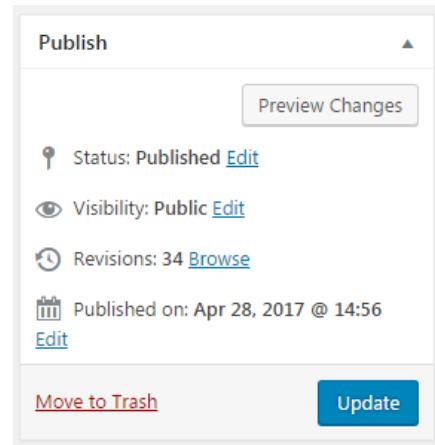 Publish
Preview Changes
Status: Published Edit
Visibility: Public Edit
Revisions: 34 Browse
Published on: Apr 28, 2017 @ 14:56
Edit
Move to Trash
Update